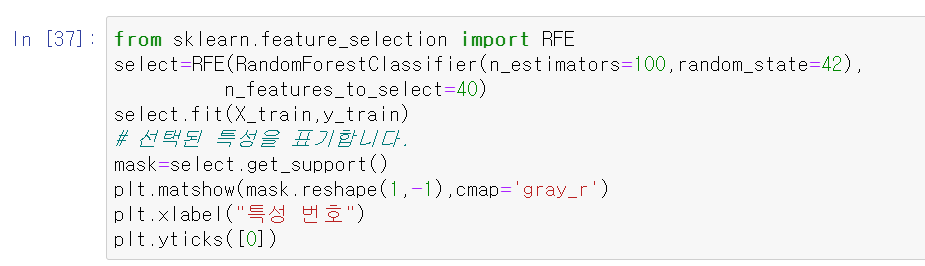 In [37]: from sklearn.feature_selection import RFE
select=RFE(RandomForestClassifier(n_estimators=100,random_state=42),
n_features_to_select=40)
select.fit(X_train,y_train)
# 선택된 특성을 표기합니다.
mask=select.get_support()
plt.matshow(mask.reshape(1,-1),cmap='gray_r')
plt.xlabel("특성 번호")
plt.yticks([0])